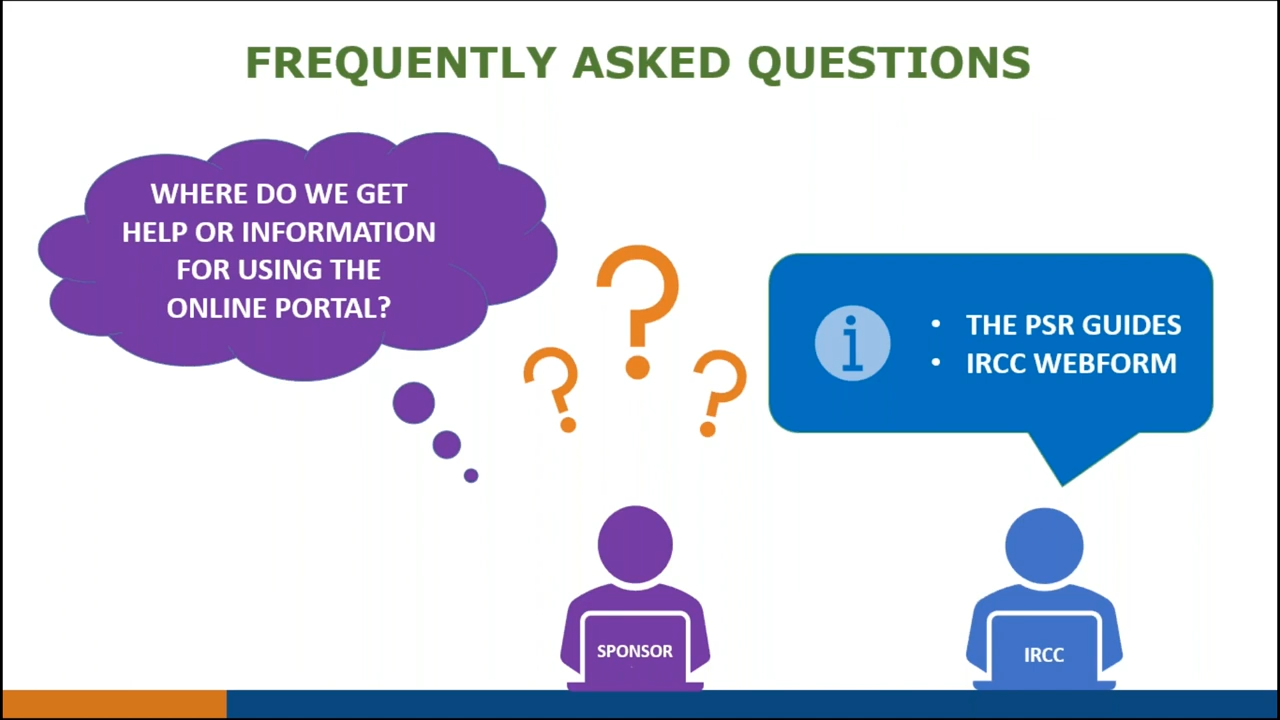 FREQUENTLY ASKED QUESTIONS
WHERE DO WE GET
HELP OR INFORMATION
FOR USING THE
ONLINE PORTAL?
i
• THE PSR GUIDES
• IRCC WEBFORM
? ? ?
SPONSOR
IRCC